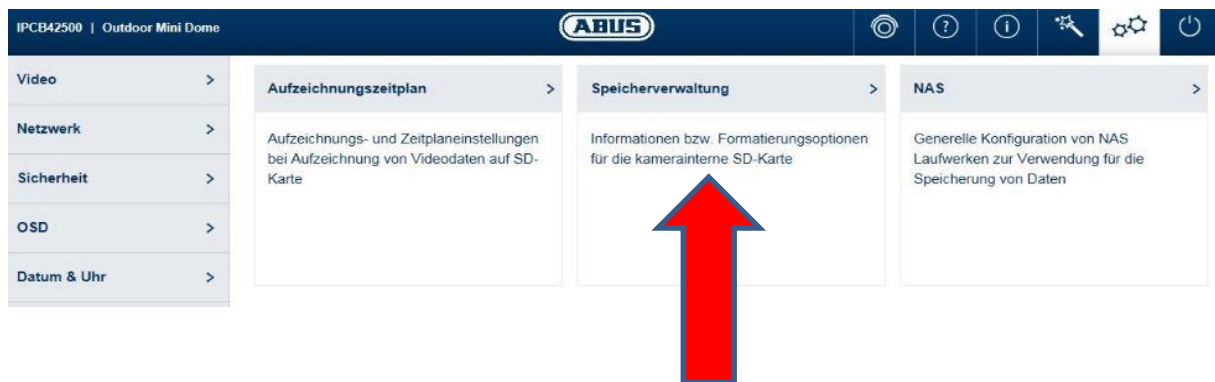 IPCB42500 | Outdoor Mini Dome
ABUS
Video >
Netzwerk >
Sicherheit >
OSD >
Datum & Uhr >
Aufzeichnungszeitplan >
Aufzeichnungs- und Zeitplaneinstellungen
bei Aufzeichnung von Videodaten auf SD-
Karte
Speicherverwaltung >
Informationen bzw. Formatierungsoptionen
für die kamerainterne SD-Karte
NAS >
Generelle Konfiguration von NAS
Laufwerken zur Verwendung für die
Speicherung von Daten